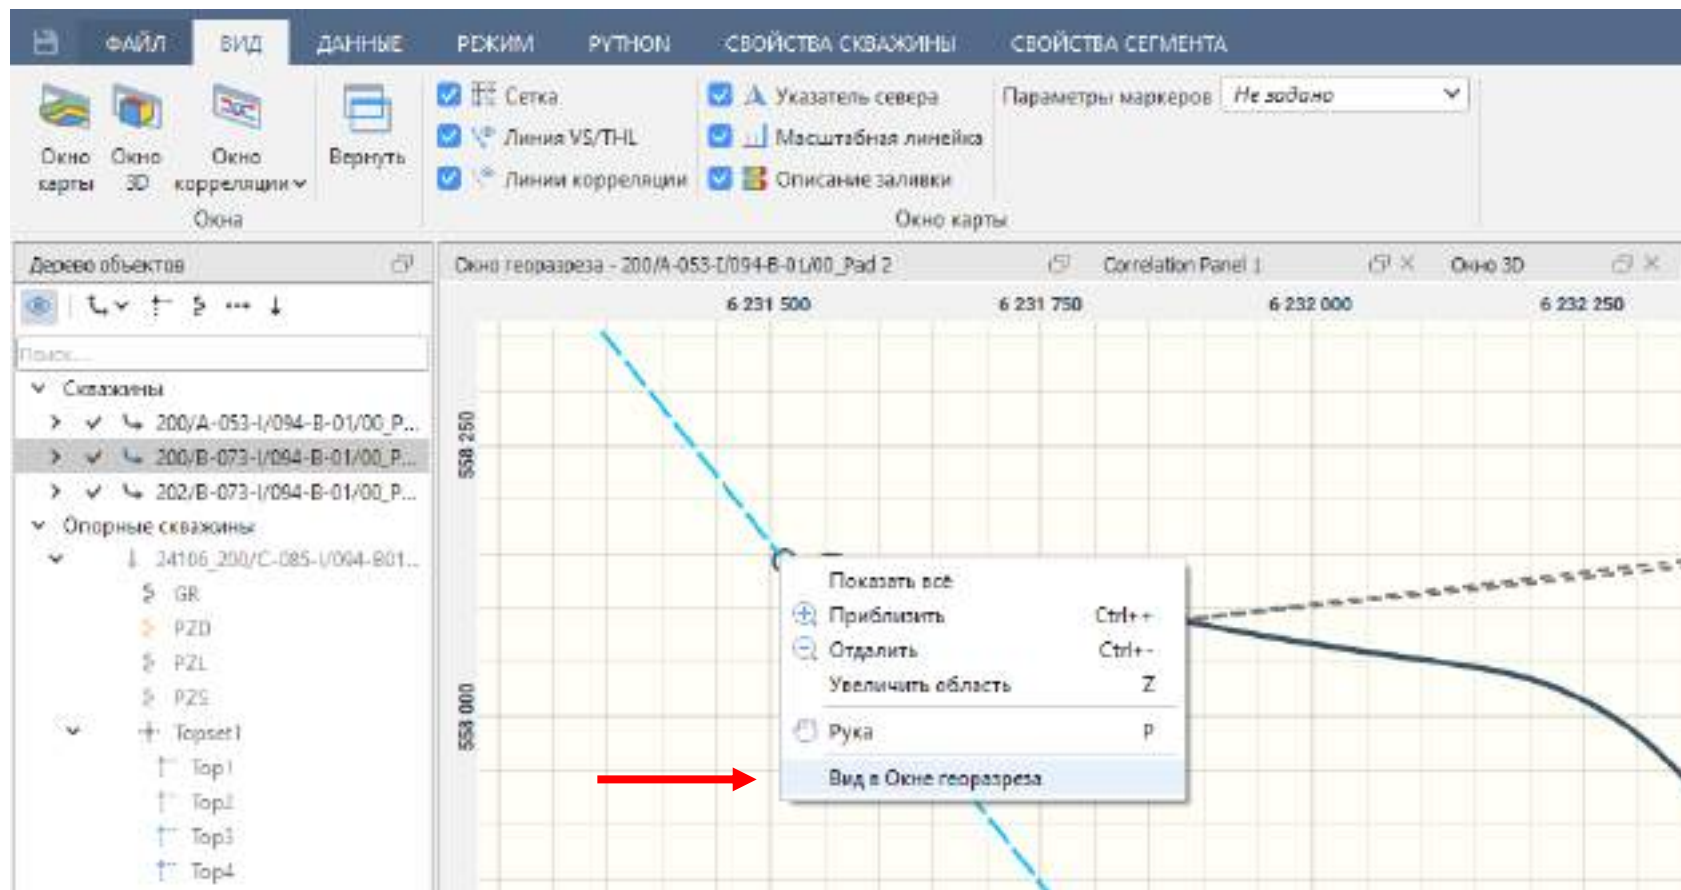 ФАЙЛ ВИД ДАННЫЕ РЕЖИМ PYTHON СВОЙСТВА СКВАЖИНЫ СВОЙСТВА СЕГМЕНТА
Окно карты
Окно 3D
Окно корреляции
Вернуть
Окна
Сетка
Линия VS/THL
Линии корреляции
Указатель севера
Масштабная линейка
Описание заливки
Параметры маркеров Не задано
Окно карты
Дерево объектов
Окно георазреза - 200/A-053-I/094-B-01/00_Pad 2
Correlation Panel 1
Окно 3D
6 231 500 6 231 750 6 232 000 6 232 250
Поиск...
Скважины
200/A-053-I/094-B-01/00_P...
200/B-073-I/094-B-01/00_P...
202/B-073-I/094-B-01/00_P...
Опорные скважины
24106_200/C-085-I/094-B01...
GR
PZD
PZL
PZS
Topset1
Top1
Top2
Top3
Top4
558 250
558 000
Показать всё
Приблизить Ctrl++
Отдалить Ctrl+-
Увеличить область Z
Рука P
Вид в Окне георазреза